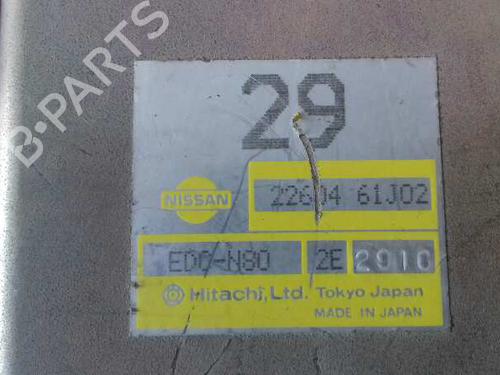 B-PARTS
29
NISSAN
22604 61J02
EDC-N80 2E 2910
Hitachi, Ltd. Tokyo Japan
MADE IN JAPAN